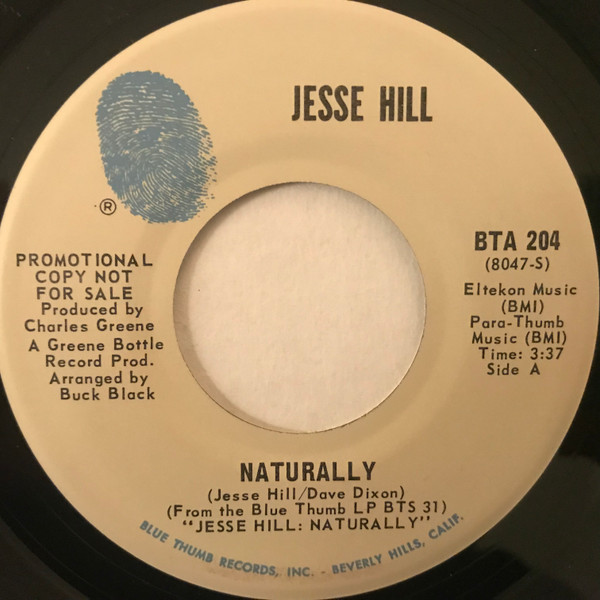 JESSE HILL
®
PROMOTIONAL
COPY NOT
FOR SALE
Produced by
Charles Greene
A Greene Bottle
Record Prod.
Arranged by
Buck Black
BTA 204
(8047-S)
Eltekon Music
(BMI)
Para-Thumb
Music (BMI)
Time: 3:37
Side A
NATURALLY
(Jesse Hill/Dave Dixon)
(From the Blue Thumb LP BTS 31)
"JESSE HILL: NATURALLY"
BLUE THUMB RECORDS, INC. - BEVERLY HILLS, CALIF.